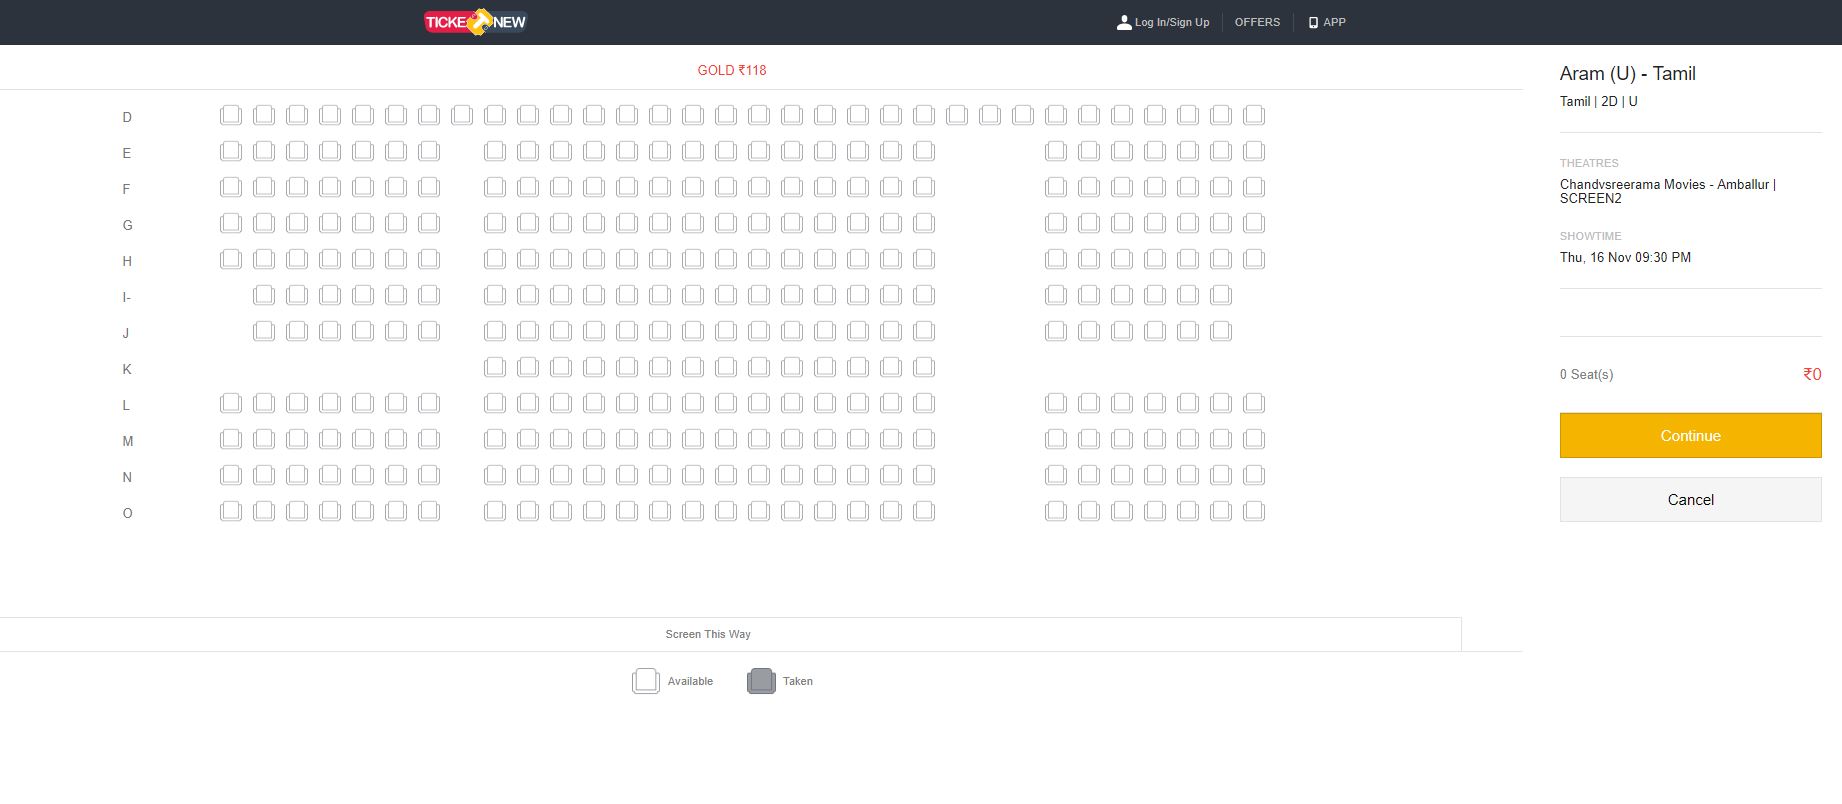 TICKETNEW
Log In/Sign Up
OFFERS
APP
GOLD ₹118
D
E
F
G
H
I-
J
K
L
M
N
O
Screen This Way
Available
Taken
Aram (U) - Tamil
Tamil | 2D | U
THEATRES
Chandvsreerama Movies - Amballur |
SCREEN2
SHOWTIME
Thu, 16 Nov 09:30 PM
0 Seat(s) ₹0
Continue
Cancel